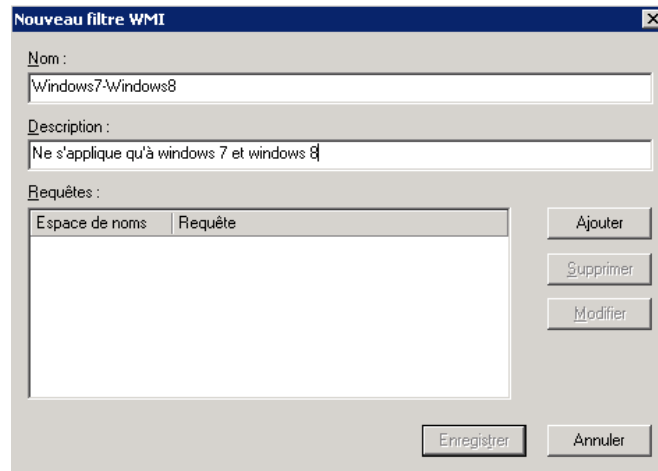 Nouveau filtre WMI
Nom :
Windows7-Windows8
Description :
Ne s'applique qu'à windows 7 et windows 8
Requêtes :
Espace de noms Requête
Ajouter
Supprimer
Modifier
Enregistrer Annuler